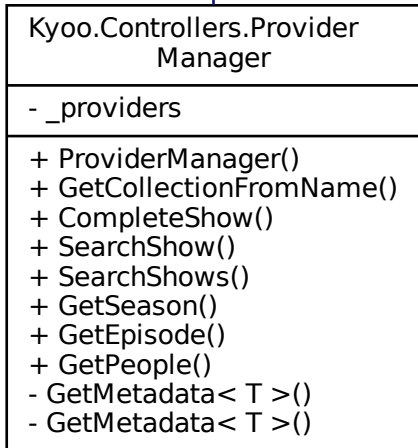 Kyoo.Controllers.Provider
Manager
- _providers
+ ProviderManager()
+ GetCollectionFromName()
+ CompleteShow()
+ SearchShow()
+ SearchShows()
+ GetSeason()
+ GetEpisode()
+ GetPeople()
- GetMetadata< T >()
- GetMetadata< T >()